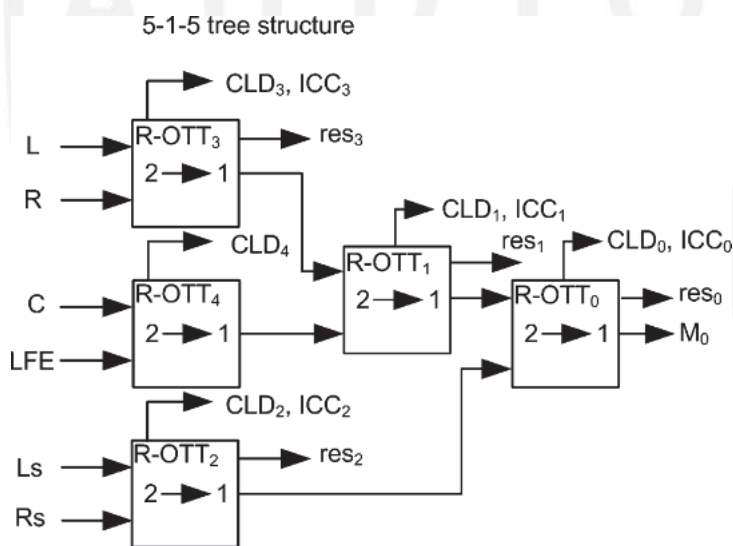 5-1-5 tree structure
CLD₃, ICC₃
L
R-OTT₃
res₃
2 1
R
CLD₄
C
R-OTT₄
2 1
LFE
CLD₁, ICC₁
res₁
R-OTT₁
2 1
CLD₀, ICC₀
R-OTT₀
res₀
2 1
M₀
CLD₂, ICC₂
Ls
R-OTT₂
res₂
2 1
Rs